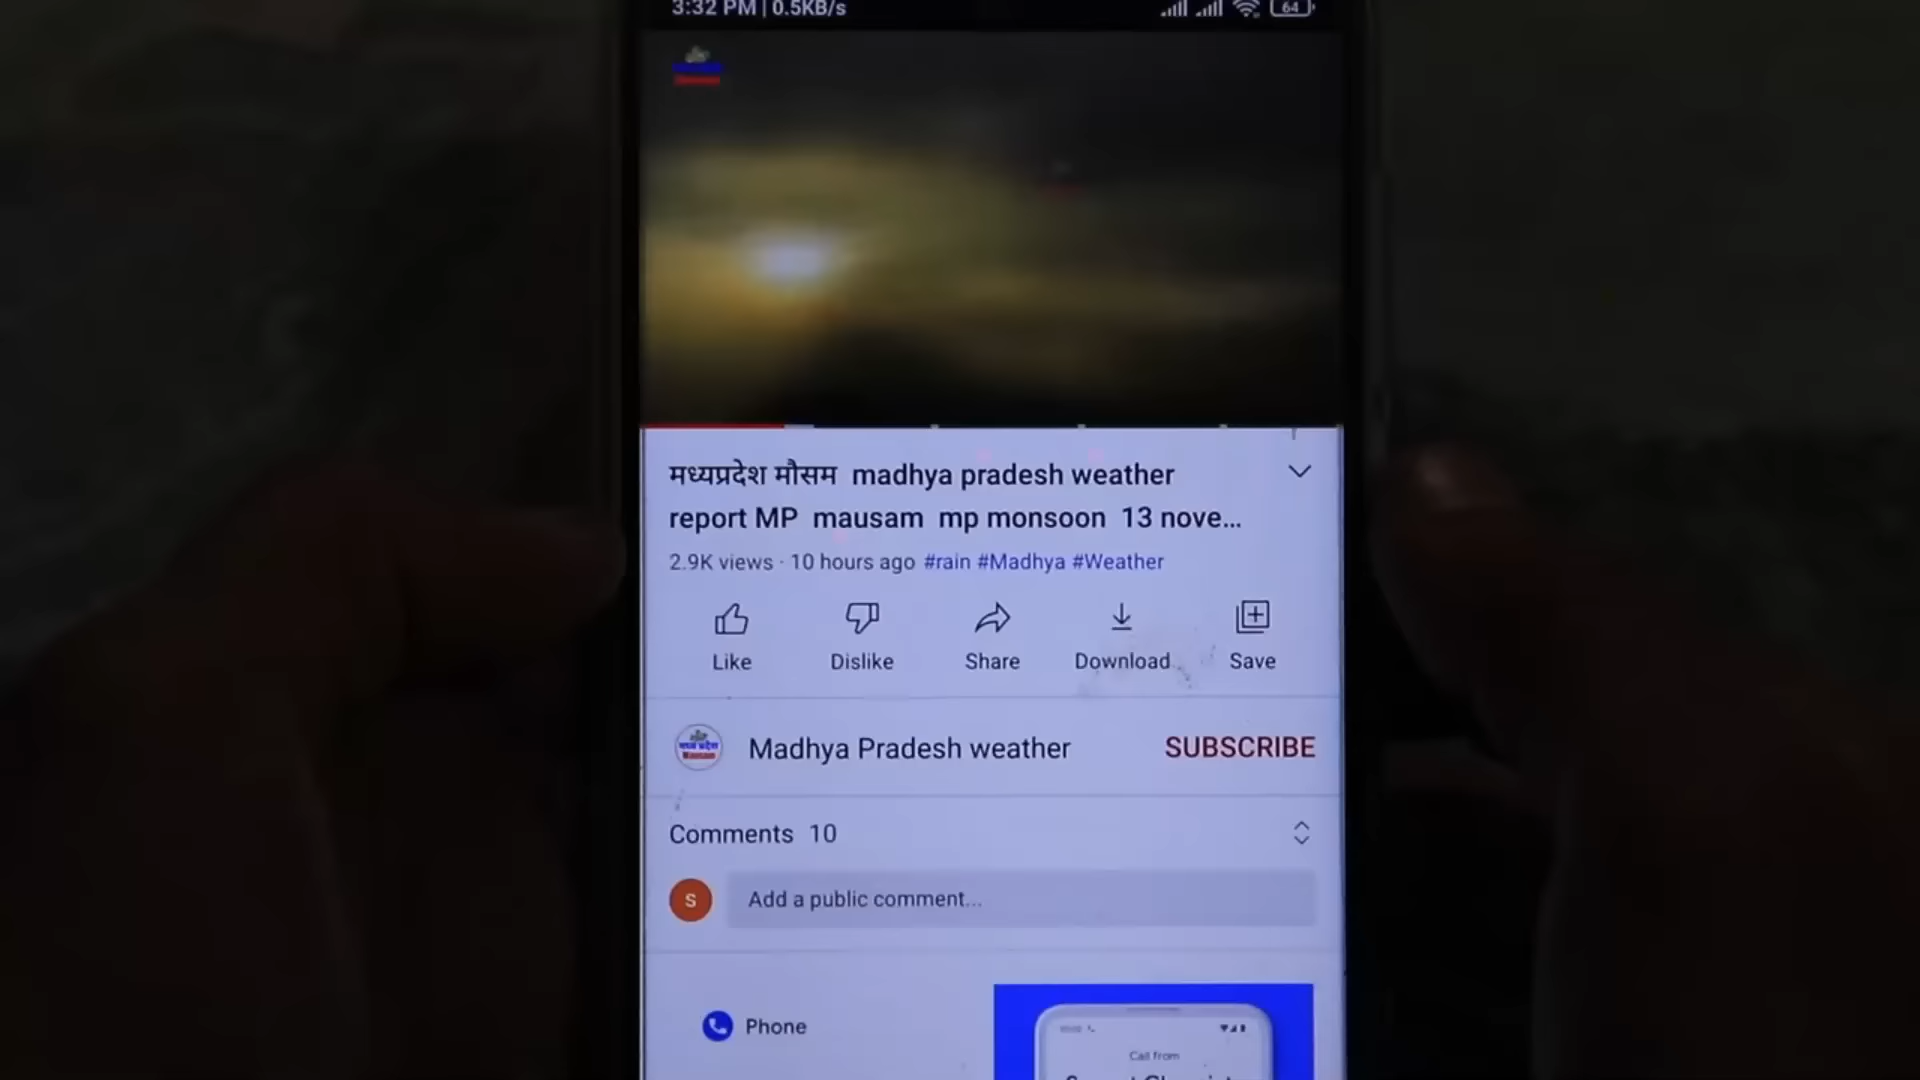 3:32 PM | 0.5KB/s
64
मध्यप्रदेश मौसम madhya pradesh weather
report MP mausam mp monsoon 13 nove...
2.9K views · 10 hours ago #rain #Madhya #Weather
Like
Dislike
Share
Download
Save
Madhya Pradesh weather
SUBSCRIBE
Comments 10
S
Add a public comment...
Phone
Call from